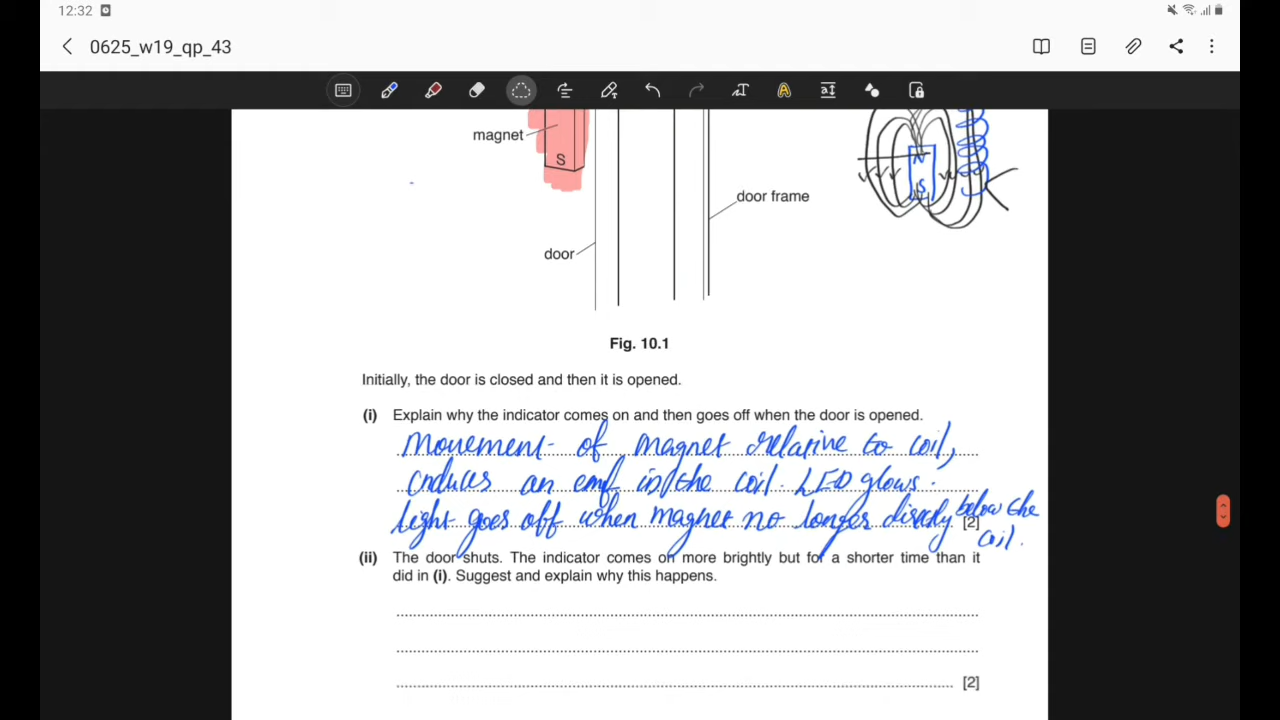 12:32
0625_w19_qp_43
magnet
S
N
S
door frame
door
Fig. 10.1
Initially, the door is closed and then it is opened.
(i) Explain why the indicator comes on and then goes off when the door is opened.
Movement of magnet relative to coil,
induces an emf in the coil. LED glows.
light goes off when magnet no longer directly below the
coil.
[2]
(ii) The door shuts. The indicator comes on more brightly but for a shorter time than it
did in (i). Suggest and explain why this happens.
[2]